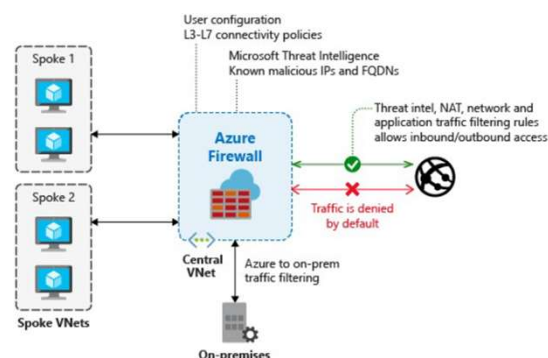 User configuration
L3-L7 connectivity policies
Microsoft Threat Intelligence
Known malicious IPs and FQDNs
Spoke 1
Azure
Firewall
Threat intel, NAT, network and
application traffic filtering rules
allows inbound/outbound access
Traffic is denied
by default
Spoke 2
Central
VNet
Azure to on-prem
traffic filtering
Spoke VNets
On-premises